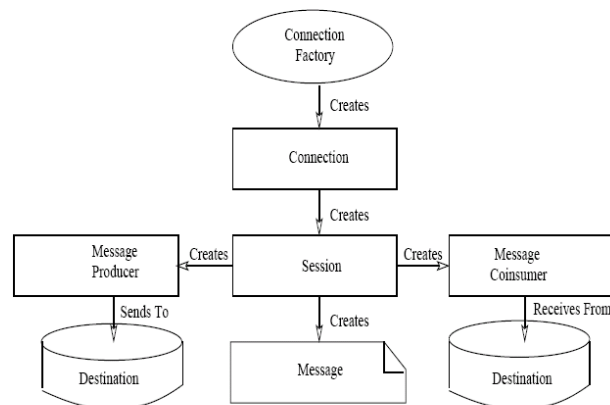 Connection
Factory
Creates
Connection
Creates
Message
Producer
Creates
Session
Creates
Message
Coinsumer
Sends To
Creates
Receives From
Destination
Message
Destination